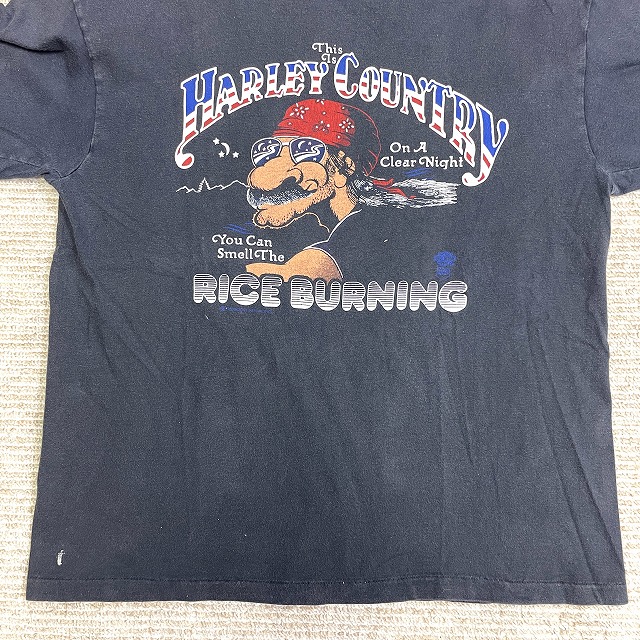 This
Is
HARLEY COUNTRY
On A
Clear Night
You Can
Smell The
RICE BURNING